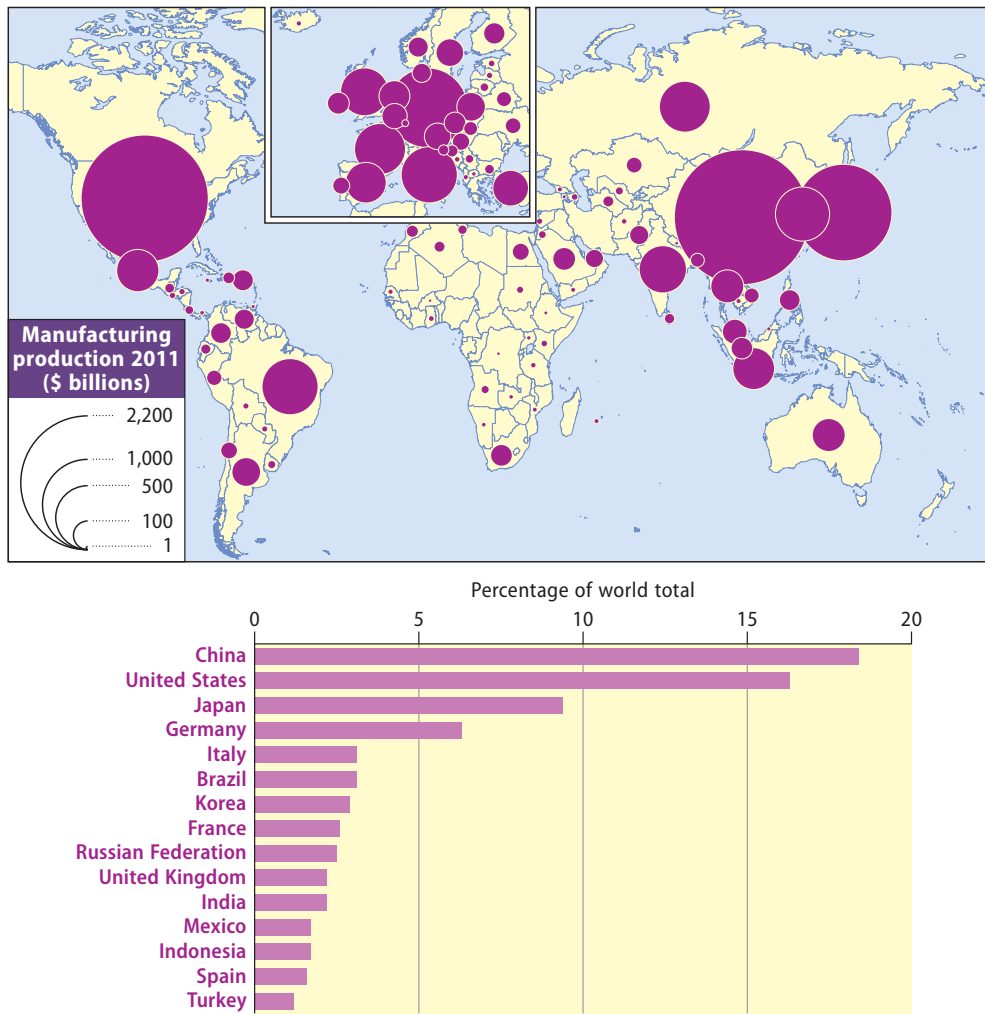 Manufacturing
production 2011
($ billions)
2,200
1,000
500
100
1
Percentage of world total
0 5 10 15 20
China
United States
Japan
Germany
Italy
Brazil
Korea
France
Russian Federation
United Kingdom
India
Mexico
Indonesia
Spain
Turkey